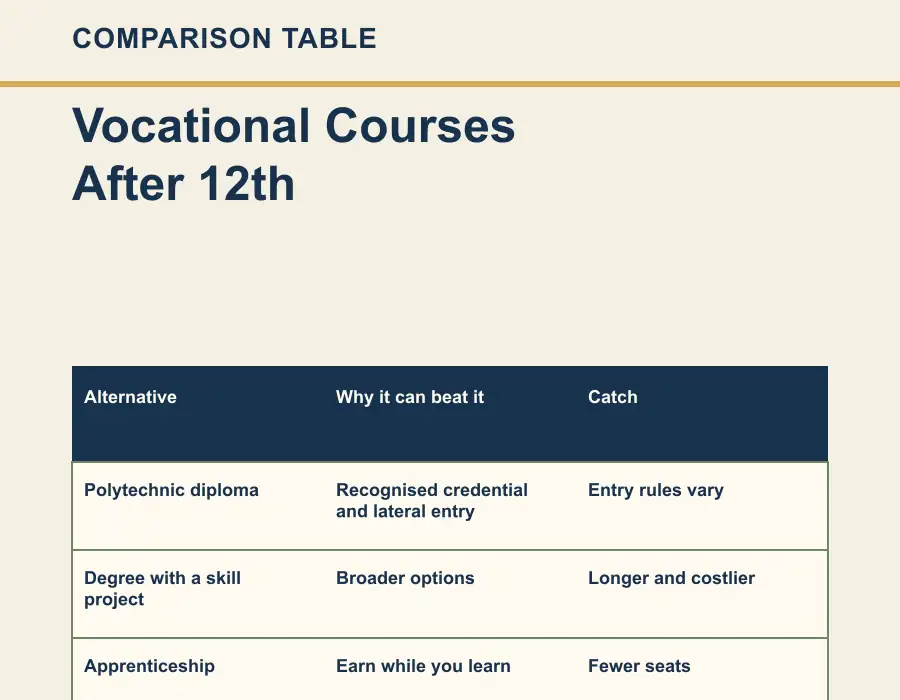 COMPARISON TABLE
Vocational Courses
After 12th
Alternative Why it can beat it Catch
Polytechnic diploma Recognised credential Entry rules vary
and lateral entry
Degree with a skill Broader options Longer and costlier
project
Apprenticeship Earn while you learn Fewer seats